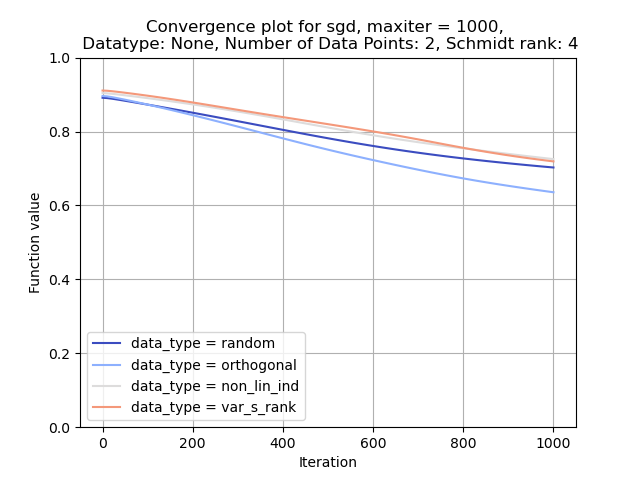 Convergence plot for sgd, maxiter = 1000,
Datatype: None, Number of Data Points: 2, Schmidt rank: 4
1.0
0.8
0.6
0.4
0.2
0.0
Function value
data_type = random
data_type = orthogonal
data_type = non_lin_ind
data_type = var_s_rank
0 200 400 600 800 1000
Iteration